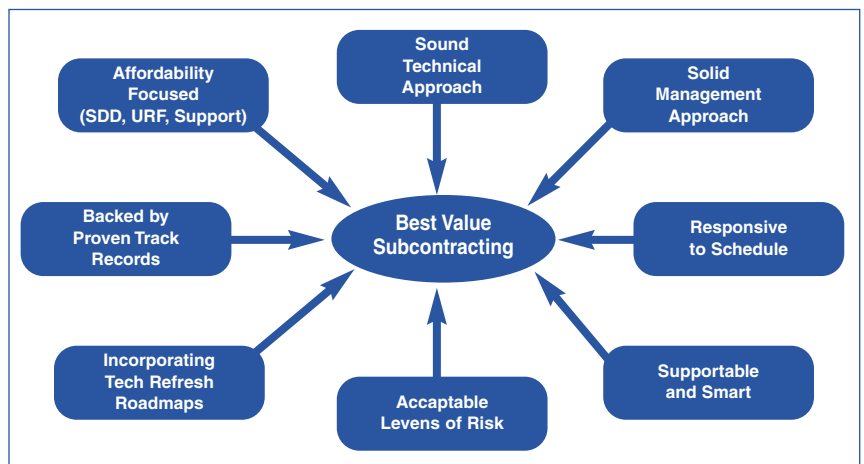 Affordability
Focused
(SDD, URF, Support)
Sound
Technical
Approach
Solid
Management
Approach
Backed by
Proven Track
Records
Best Value
Subcontracting
Responsive
to Schedule
Incorporating
Tech Refresh
Roadmaps
Accaptable
Levens of Risk
Supportable
and Smart